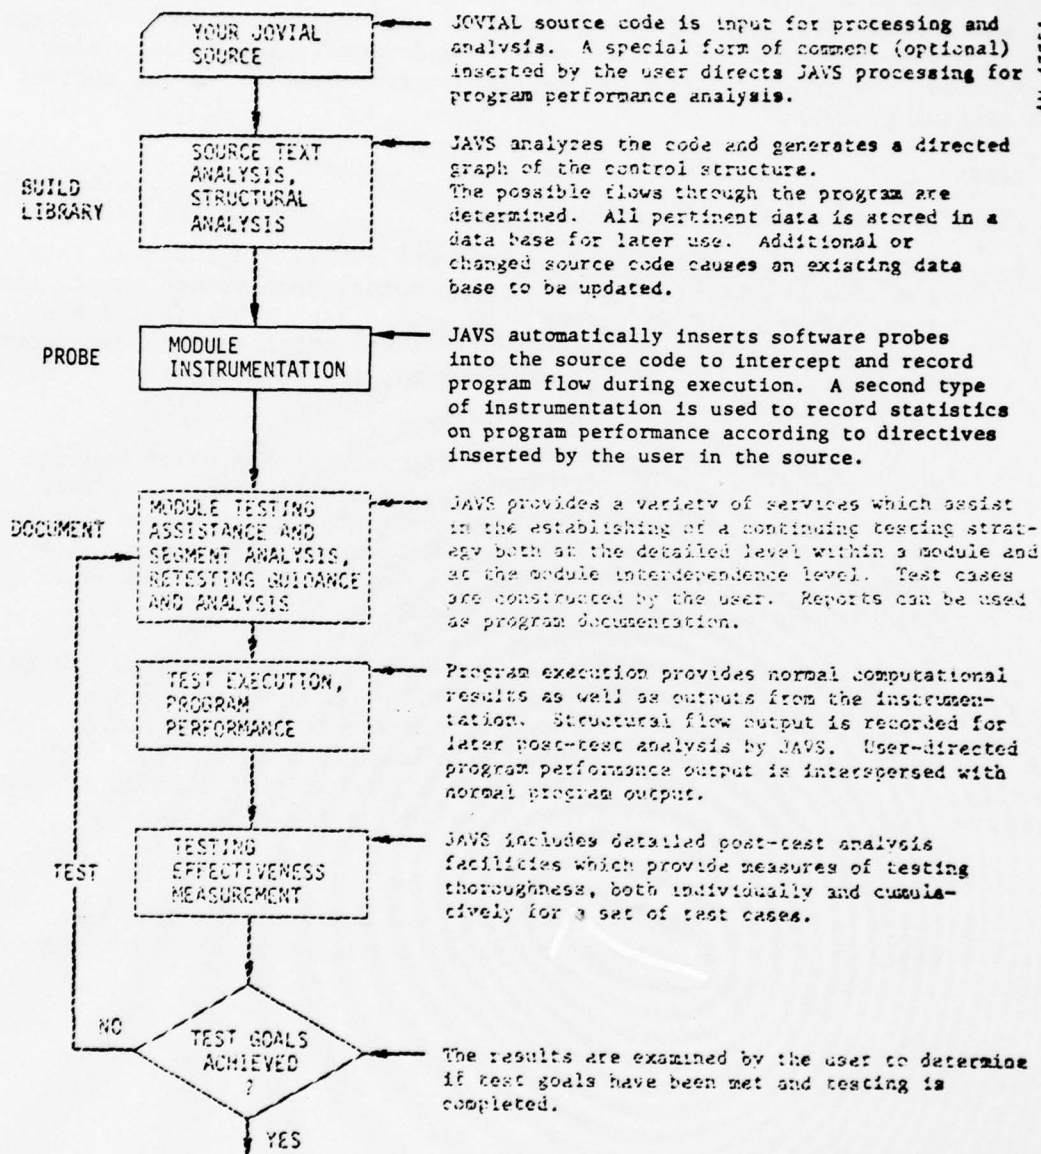 YOUR JOVIAL
SOURCE
JOVIAL source code is input for processing and
analysis. A special form of comment (optional)
inserted by the user directs JAVS processing for
program performance analysis.
BUILD
LIBRARY
SOURCE TEXT
ANALYSIS,
STRUCTURAL
ANALYSIS
JAVS analyzes the code and generates a directed
graph of the control structure.
The possible flows through the program are
determined. All pertinent data is stored in a
data base for later use. Additional or
changed source code causes an existing data
base to be updated.
PROBE
MODULE
INSTRUMENTATION
JAVS automatically inserts software probes
into the source code to intercept and record
program flow during execution. A second type
of instrumentation is used to record statistics
on program performance according to directives
inserted by the user in the source.
DOCUMENT
MODULE TESTING
ASSISTANCE AND
SEGMENT ANALYSIS,
RETESTING GUIDANCE
AND ANALYSIS
JAVS provides a variety of services which assist
in the establishing of a continuing testing strat-
egy both at the detailed level within a module and
at the module interdependence level. Test cases
are constructed by the user. Reports can be used
as program documentation.
TEST EXECUTION,
PROGRAM
PERFORMANCE
Program execution provides normal computational
results as well as outputs from the instrumen-
tation. Structural flow output is recorded for
later post-test analysis by JAVS. User-directed
program performance output is interspersed with
normal program output.
TEST
TESTING
EFFECTIVENESS
MEASUREMENT
JAVS includes detailed post-test analysis
facilities which provide measures of testing
thoroughness, both individually and cumula-
tively for a set of test cases.
NO
TEST GOALS
ACHIEVED
?
The results are examined by the user to determine
if test goals have been met and testing is
completed.
YES